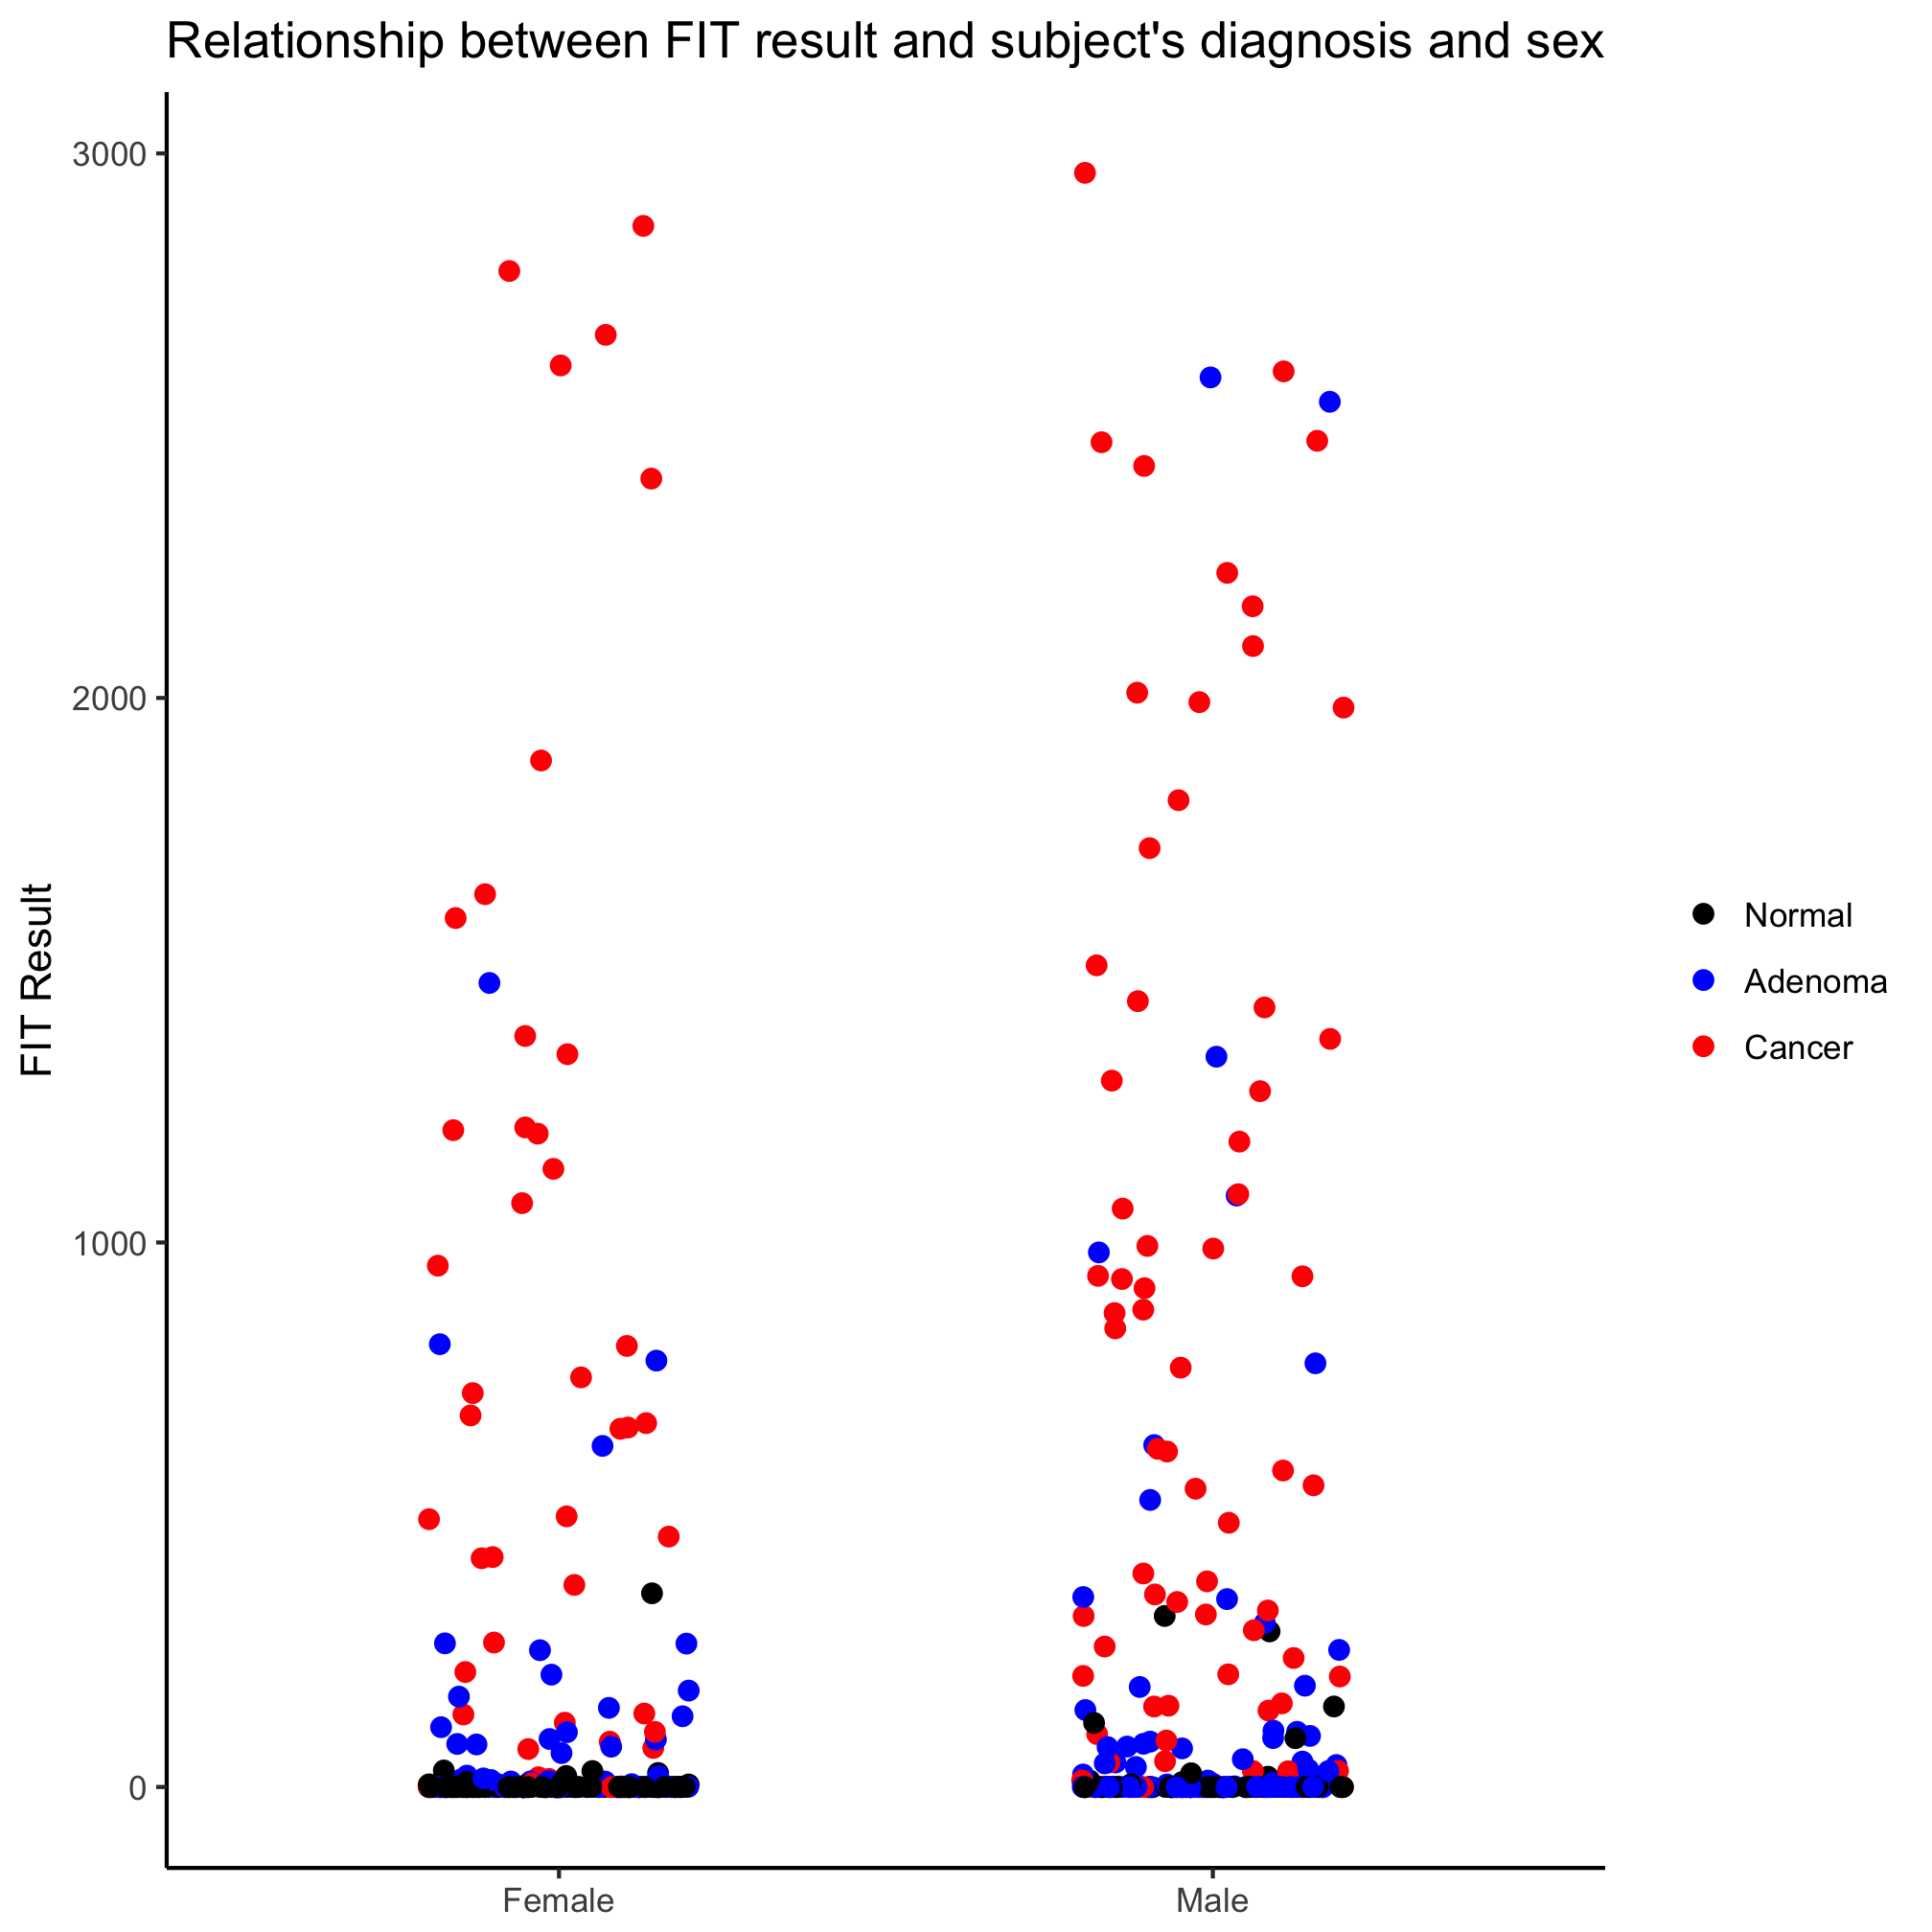 Relationship between FIT result and subject's diagnosis and sex
3000
2000
1000
0
FIT Result
Female
Male
Normal
Adenoma
Cancer